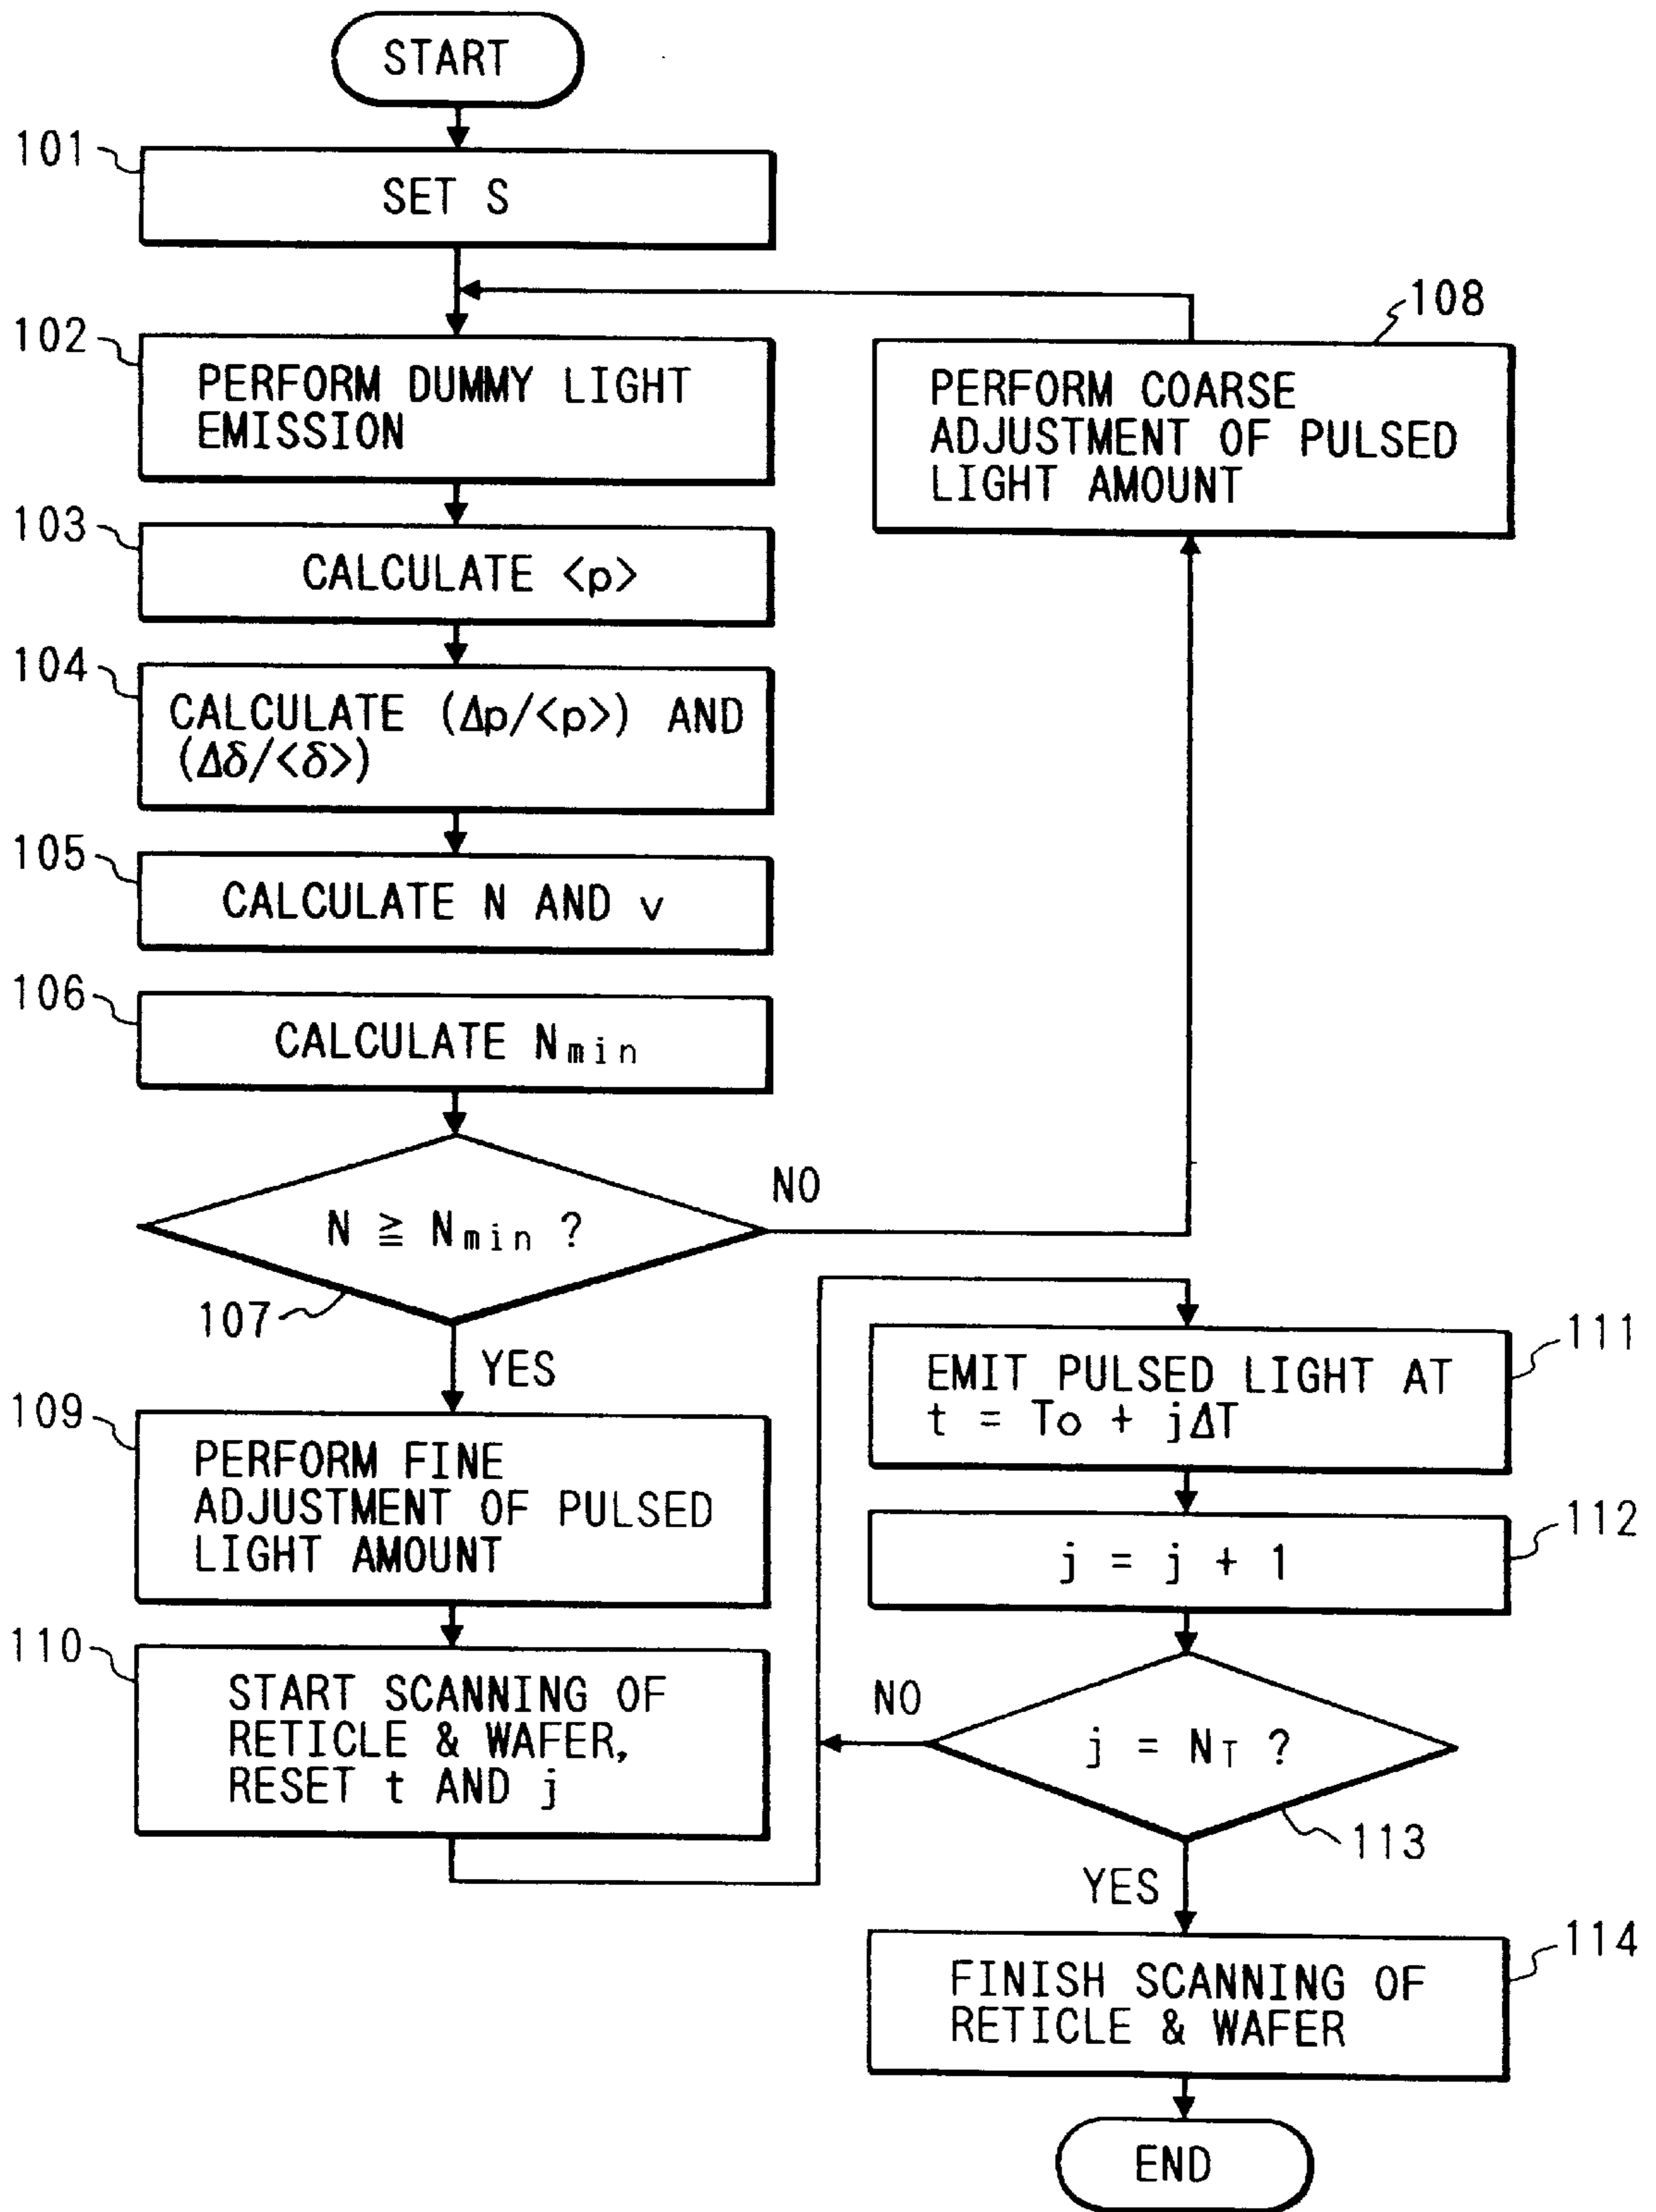 START
101
SET S
102
PERFORM DUMMY LIGHT
EMISSION
103
CALCULATE <p>
104
CALCULATE (Δp/<p>) AND
(Δδ/<δ>)
105
CALCULATE N AND v
106
CALCULATE Nmin
N ≧ Nmin ?
107
NO
YES
108
PERFORM COARSE
ADJUSTMENT OF PULSED
LIGHT AMOUNT
109
PERFORM FINE
ADJUSTMENT OF PULSED
LIGHT AMOUNT
110
START SCANNING OF
RETICLE & WAFER,
RESET t AND j
111
EMIT PULSED LIGHT AT
t = To + jΔT
112
j = j + 1
NO
j = NT ?
113
YES
114
FINISH SCANNING OF
RETICLE & WAFER
END